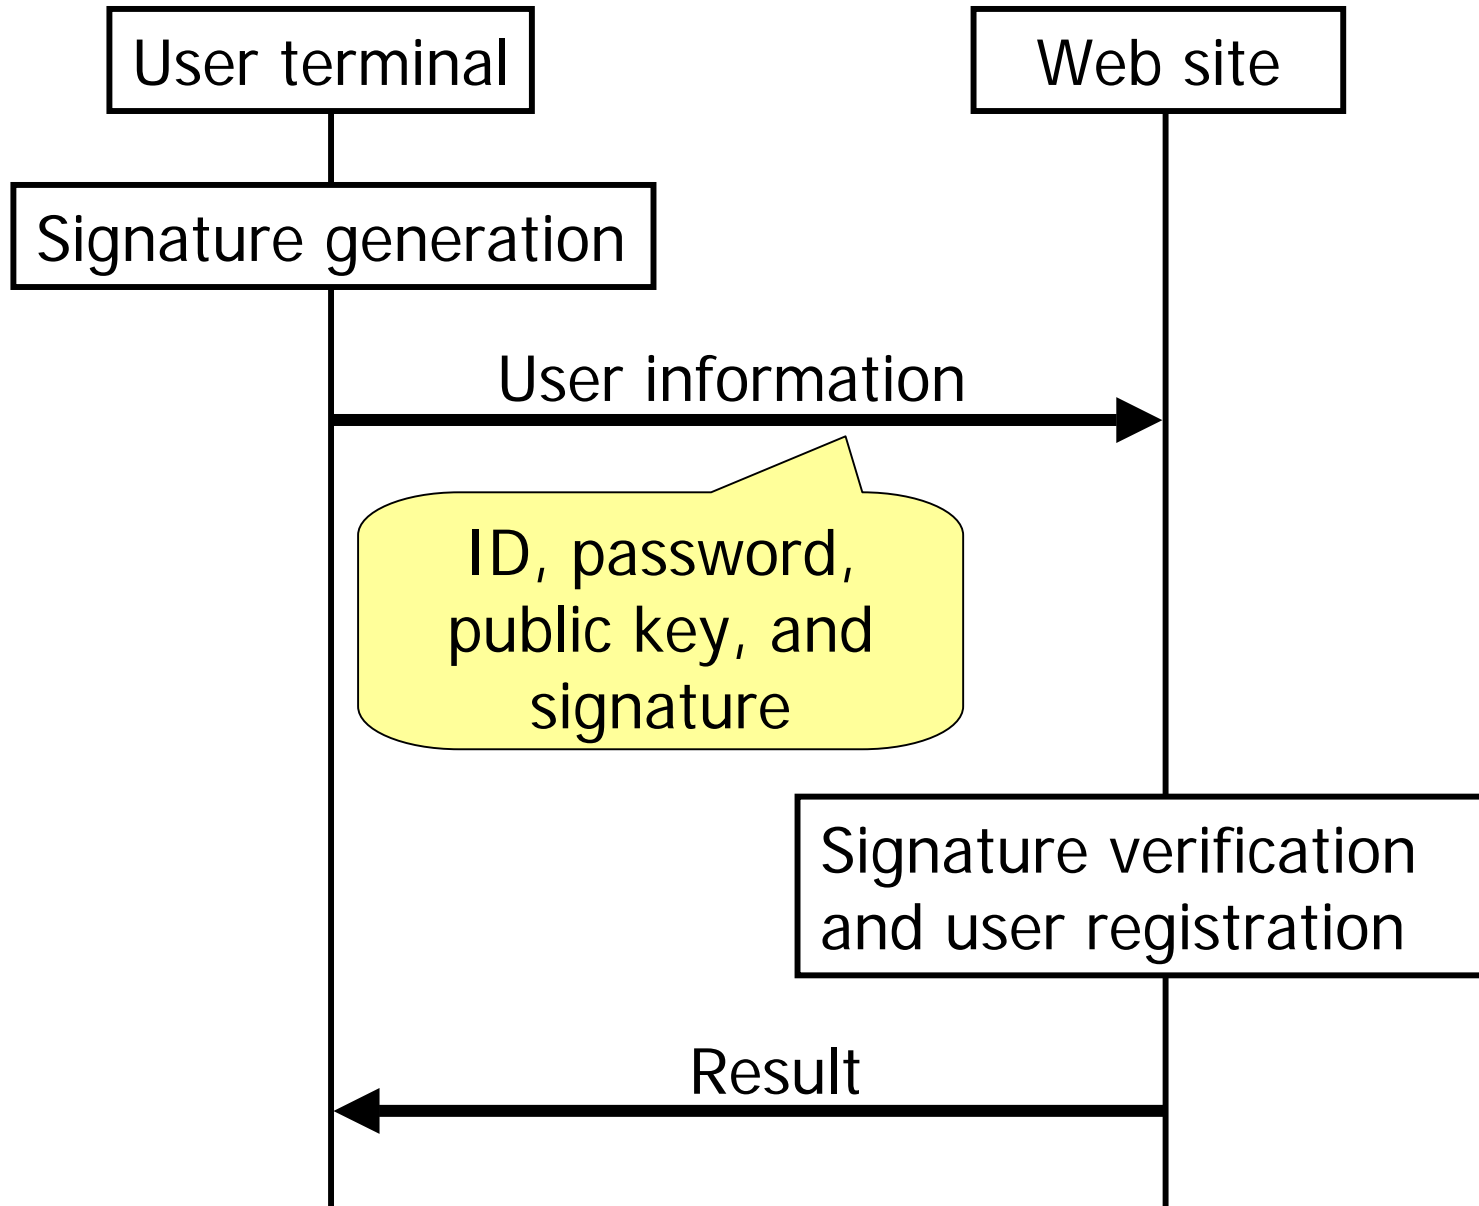 User terminal
Web site
Signature generation
User information
ID, password,
public key, and
signature
Signature verification
and user registration
Result